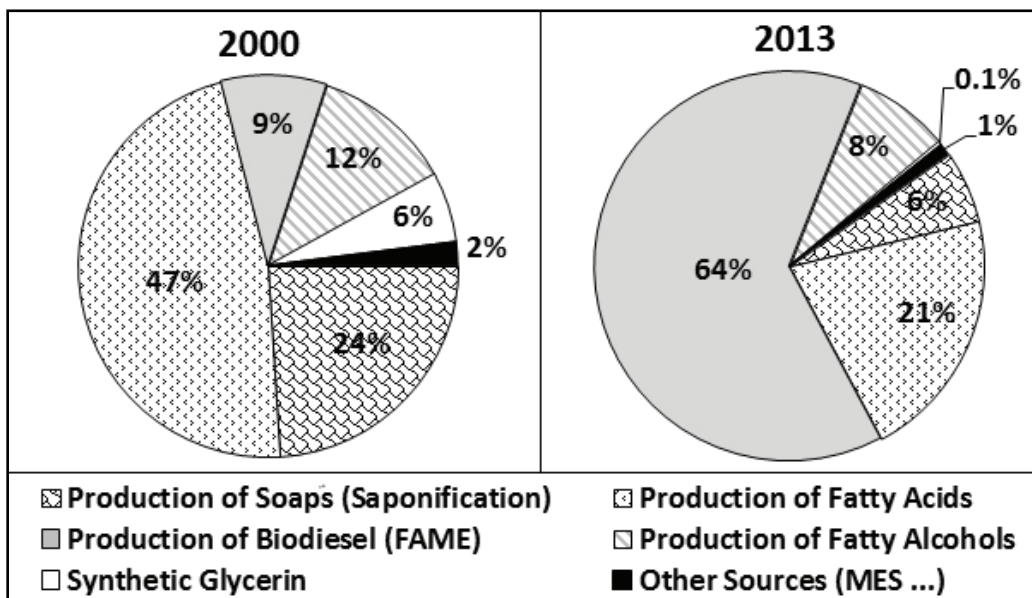 2000
9%
12%
6%
2%
47%
24%
2013
0.1%
1%
8%
6%
64%
21%
Production of Soaps (Saponification)
Production of Fatty Acids
Production of Biodiesel (FAME)
Production of Fatty Alcohols
Synthetic Glycerin
Other Sources (MES ...)